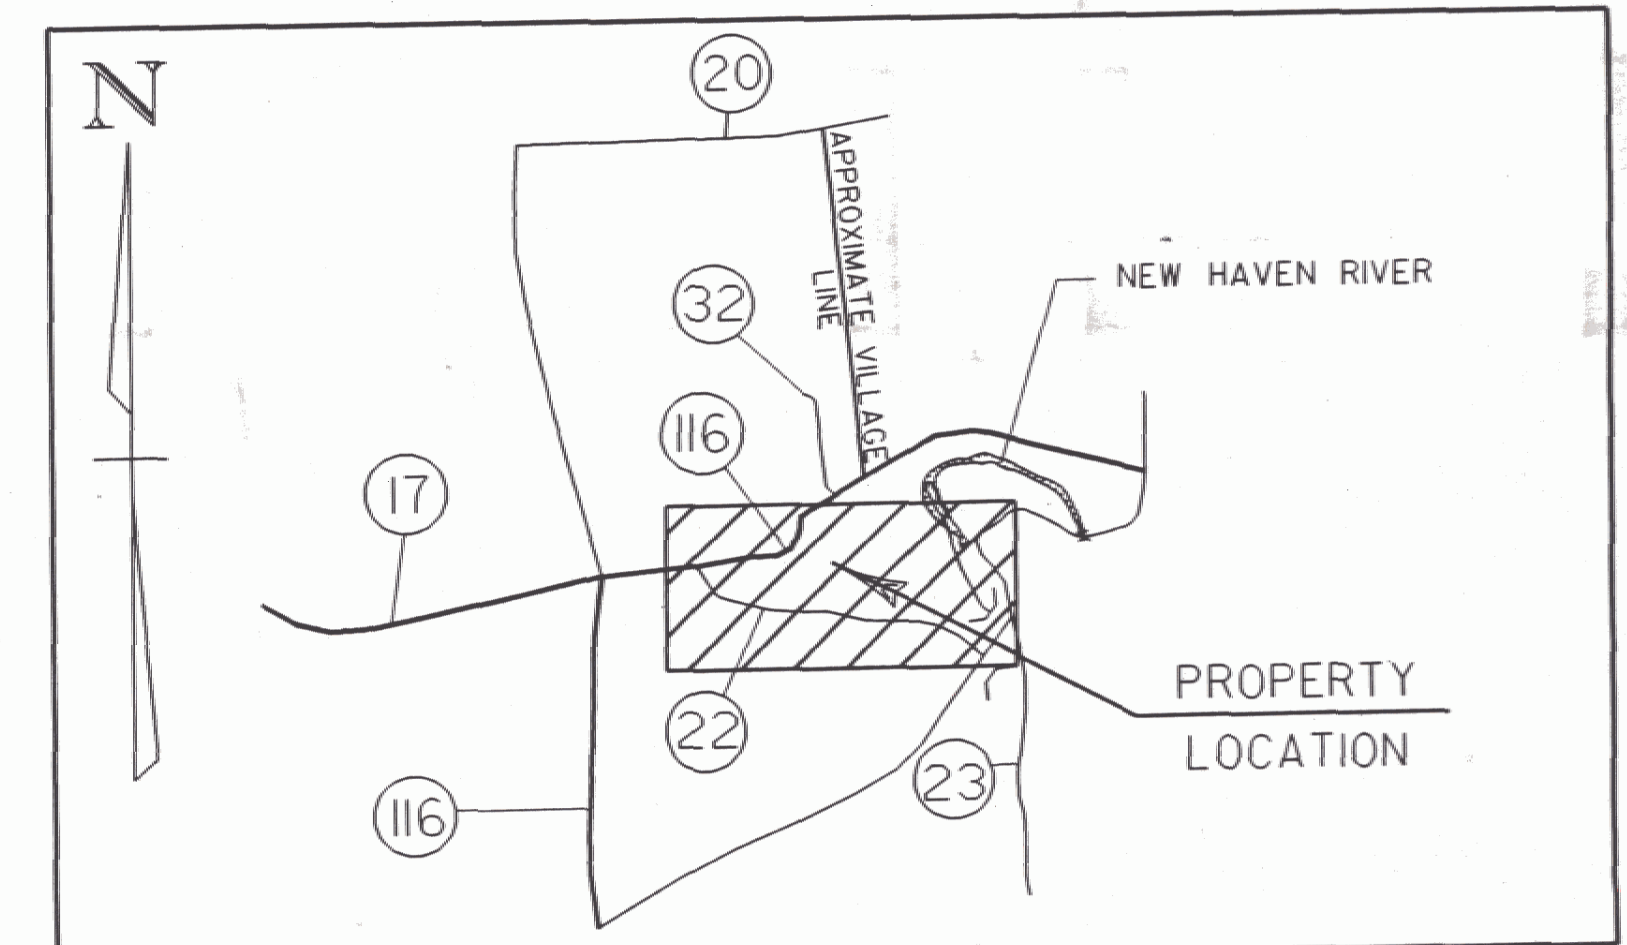 N
20
APPROXIMATE VILLAGE
LINE
NEW HAVEN RIVER
32
116
17
PROPERTY
LOCATION
22
23
116